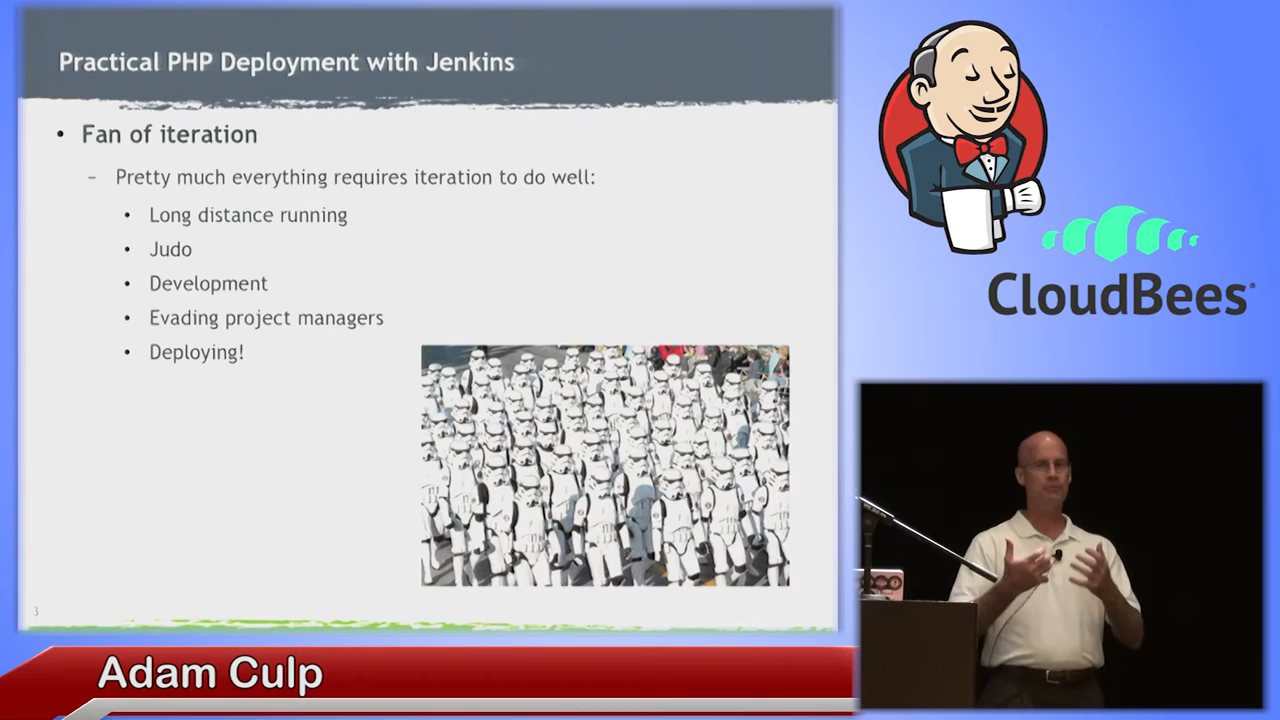 Practical PHP Deployment with Jenkins
• Fan of iteration
– Pretty much everything requires iteration to do well:
• Long distance running
• Judo
• Development
• Evading project managers
• Deploying!
3
CloudBees
Adam Culp